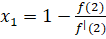 x₁ = 1 − f(2)/f|(2)